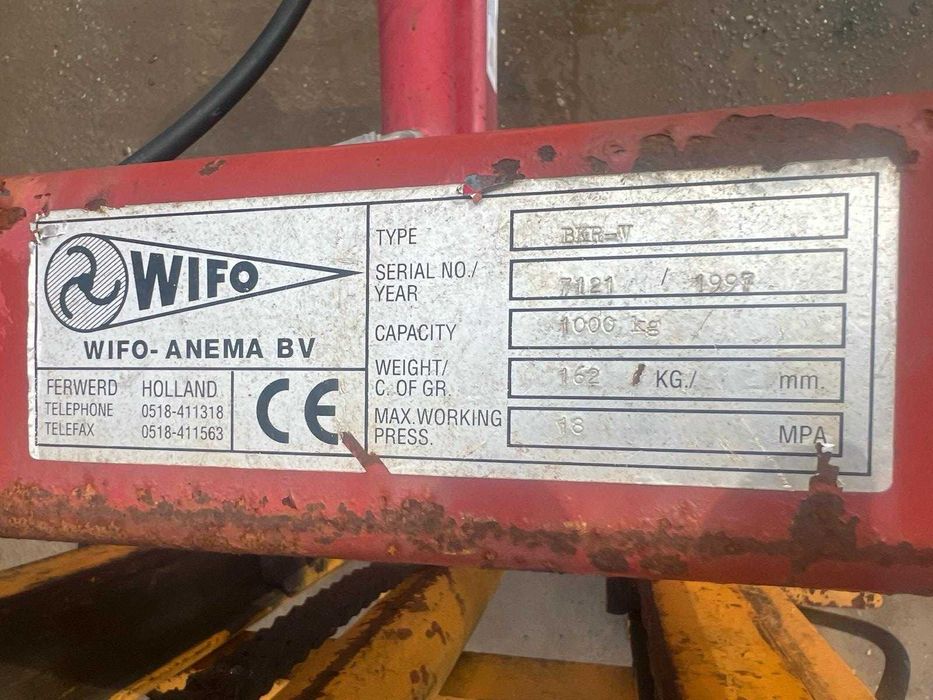 WIFO
WIFO-ANEMA BV
FERWERD HOLLAND
TELEPHONE 0518-411318
TELEFAX 0518-411563
CE
TYPE BKR-V
SERIAL NO./
YEAR 7121 / 1997
CAPACITY 1000 kg
WEIGHT/
C. OF GR. 162 KG./ mm.
MAX. WORKING
PRESS. 18 MPA